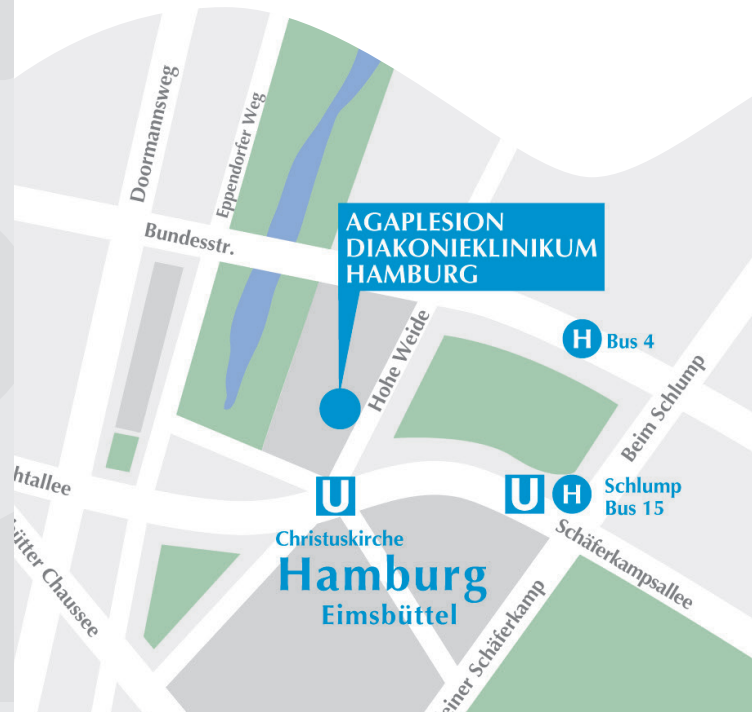 Doormannsweg
Eppendorfer Weg
Bundesstr.
AGAPLESION
DIAKONIEKLINIKUM
HAMBURG
Hohe Weide
H Bus 4
Beim Schlump
htallee
U
U H Schlump
Bus 15
Christuskirche
Hamburg
Eimsbüttel
Schäferkampsallee
ütter Chaussee
einer Schäferkamp